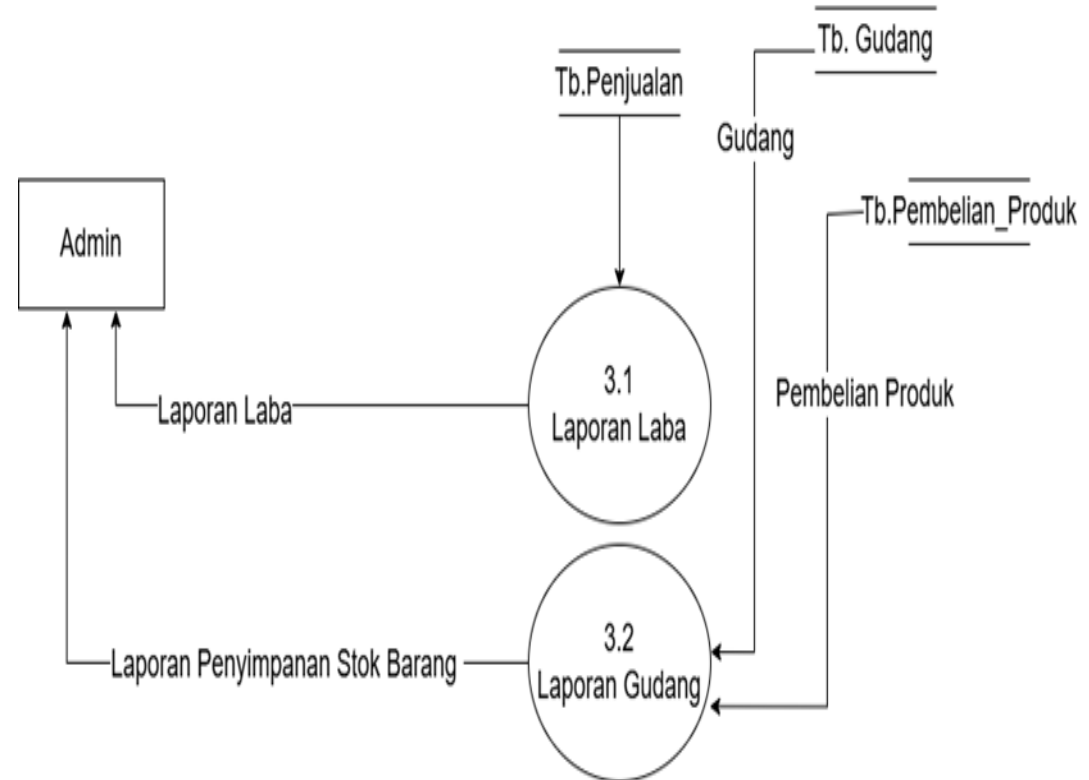 Tb. Gudang
Tb.Penjualan
Gudang
Tb.Pembelian_Produk
Admin
3.1
Laporan Laba
Pembelian Produk
Laporan Laba
3.2
Laporan Gudang
Laporan Penyimpanan Stok Barang